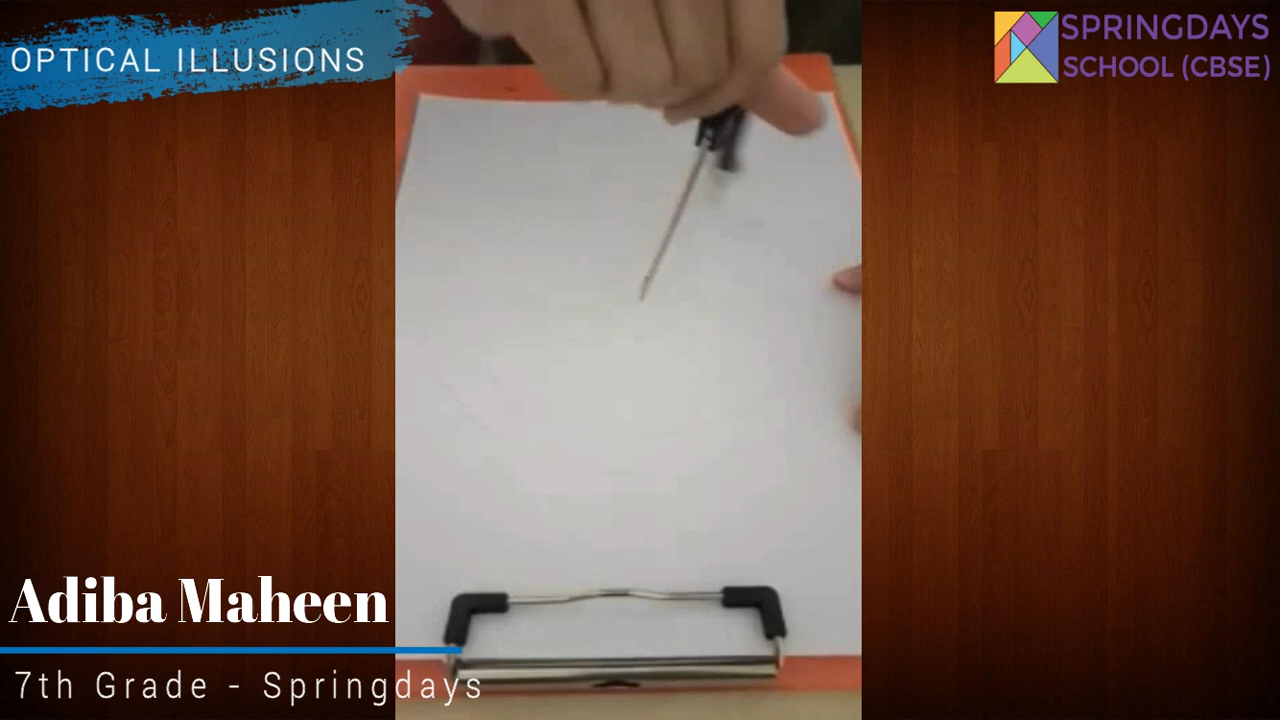 OPTICAL ILLUSIONS
SPRINGDAYS
SCHOOL (CBSE)
Adiba Maheen
7th Grade - Springdays